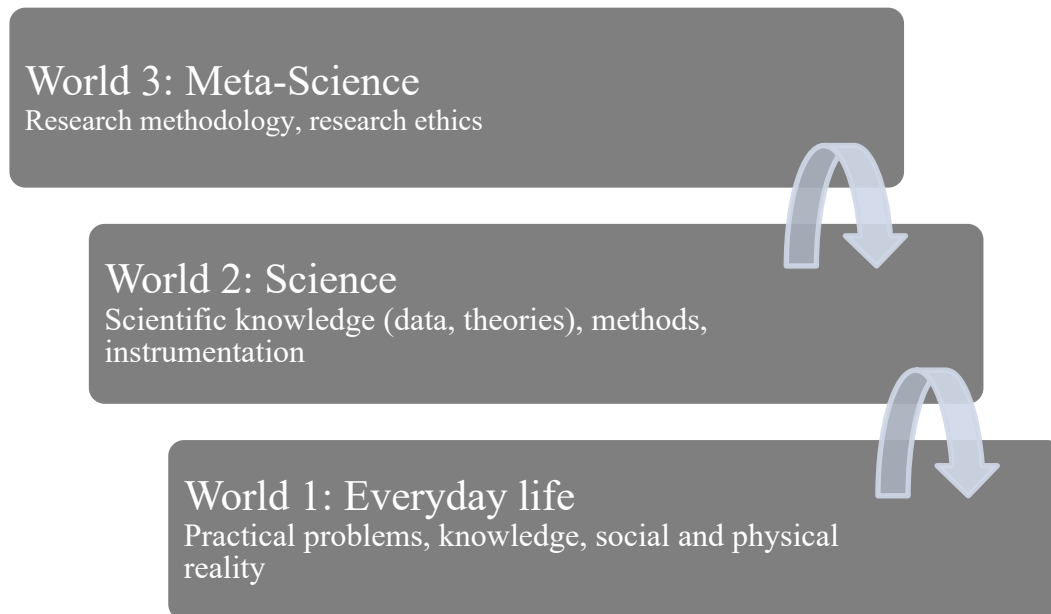 World 3: Meta-Science
Research methodology, research ethics
World 2: Science
Scientific knowledge (data, theories), methods,
instrumentation
World 1: Everyday life
Practical problems, knowledge, social and physical
reality